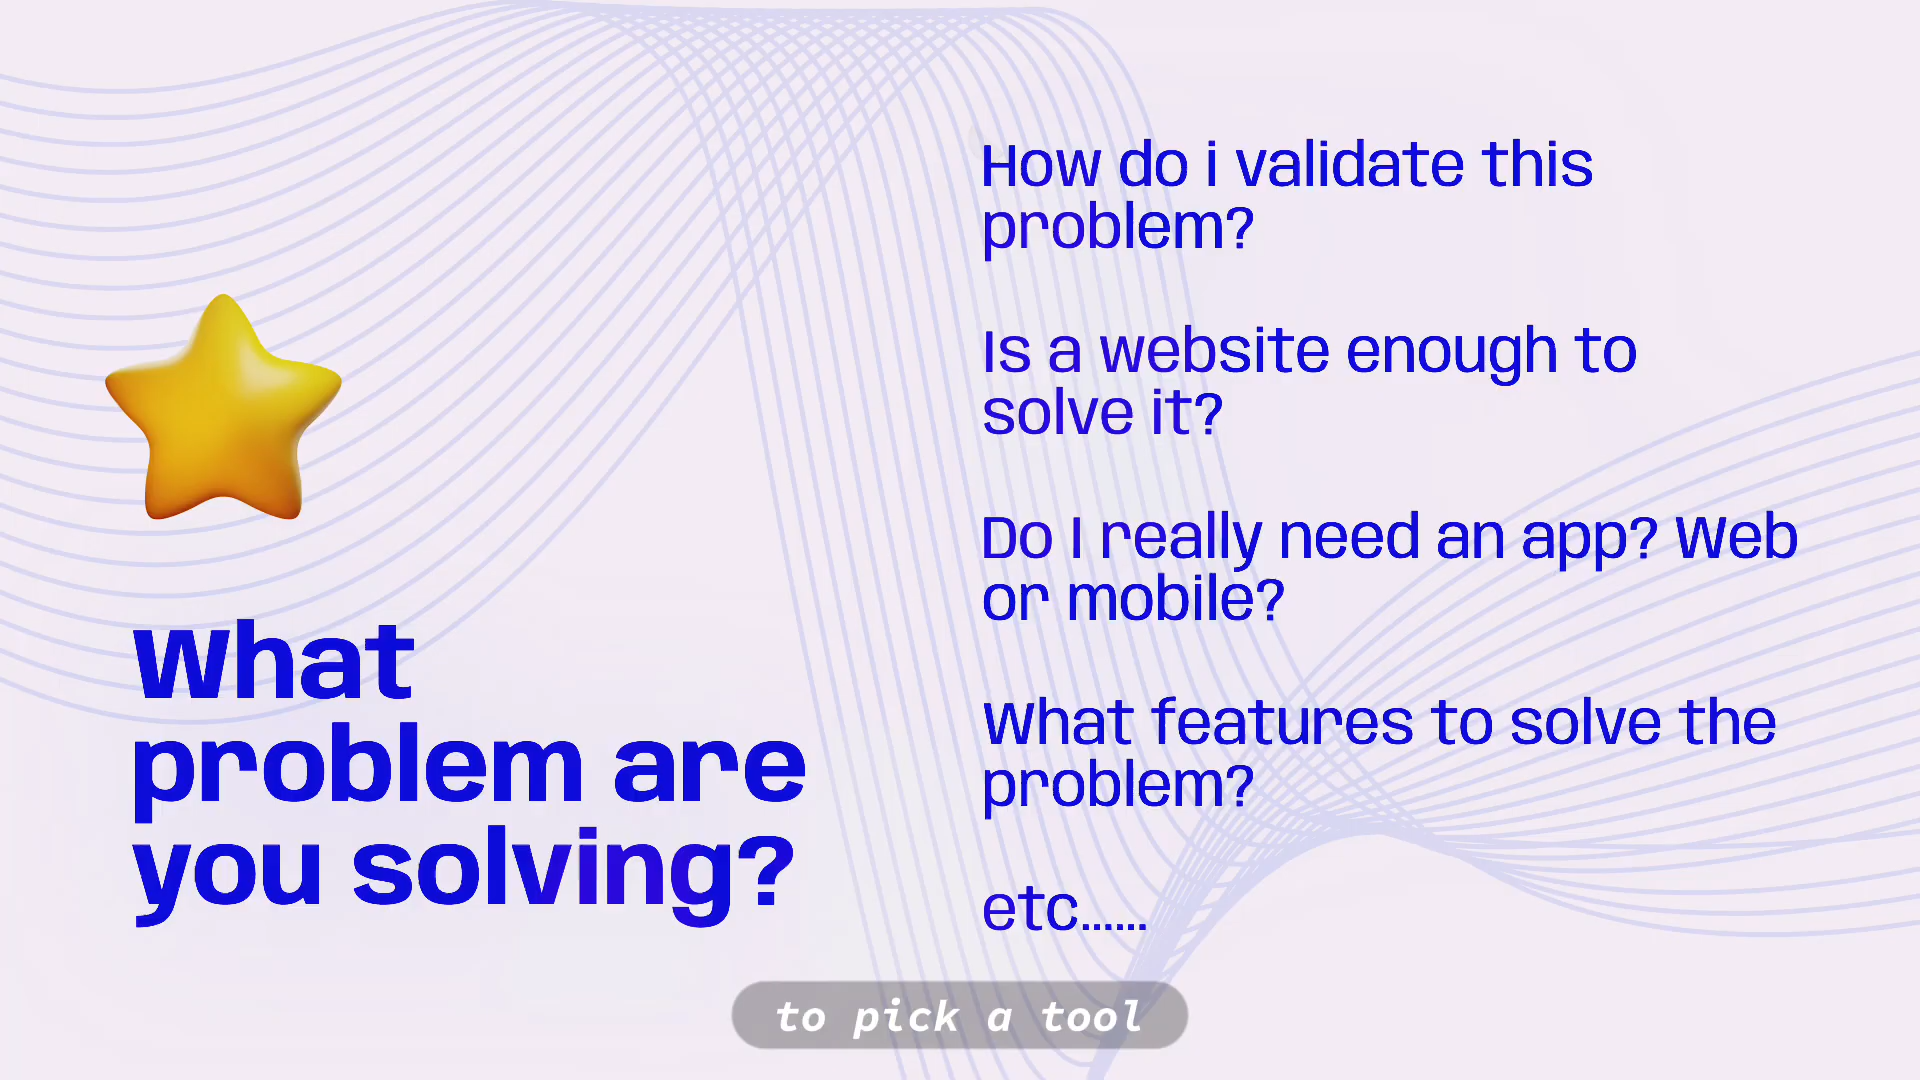 What
problem are
you solving?
How do i validate this
problem?
Is a website enough to
solve it?
Do I really need an app? Web
or mobile?
What features to solve the
problem?
etc......
to pick a tool